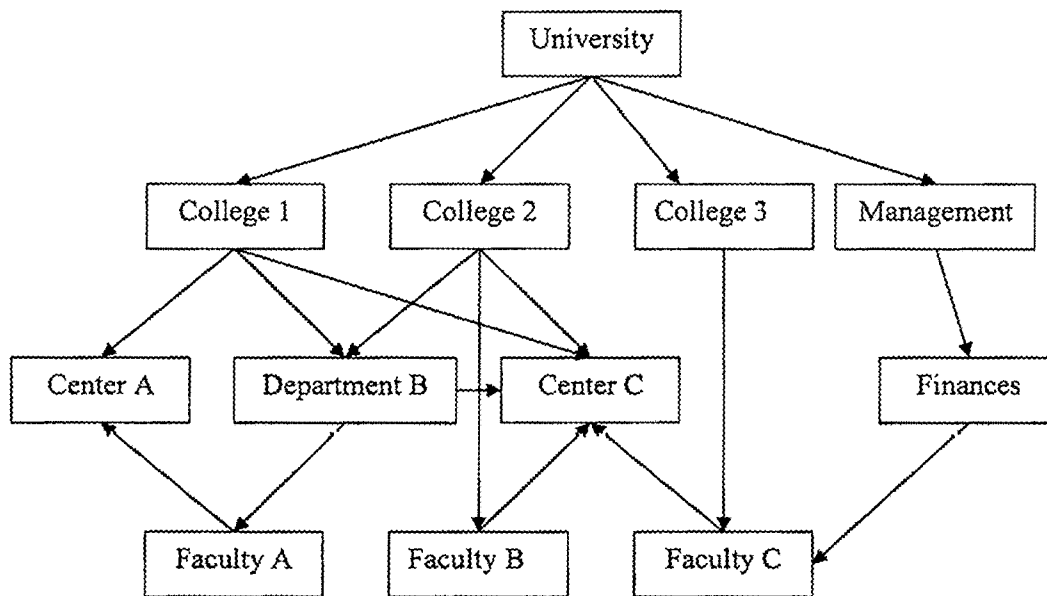 University
College 1
College 2
College 3
Management
Center A
Department B
Center C
Finances
Faculty A
Faculty B
Faculty C